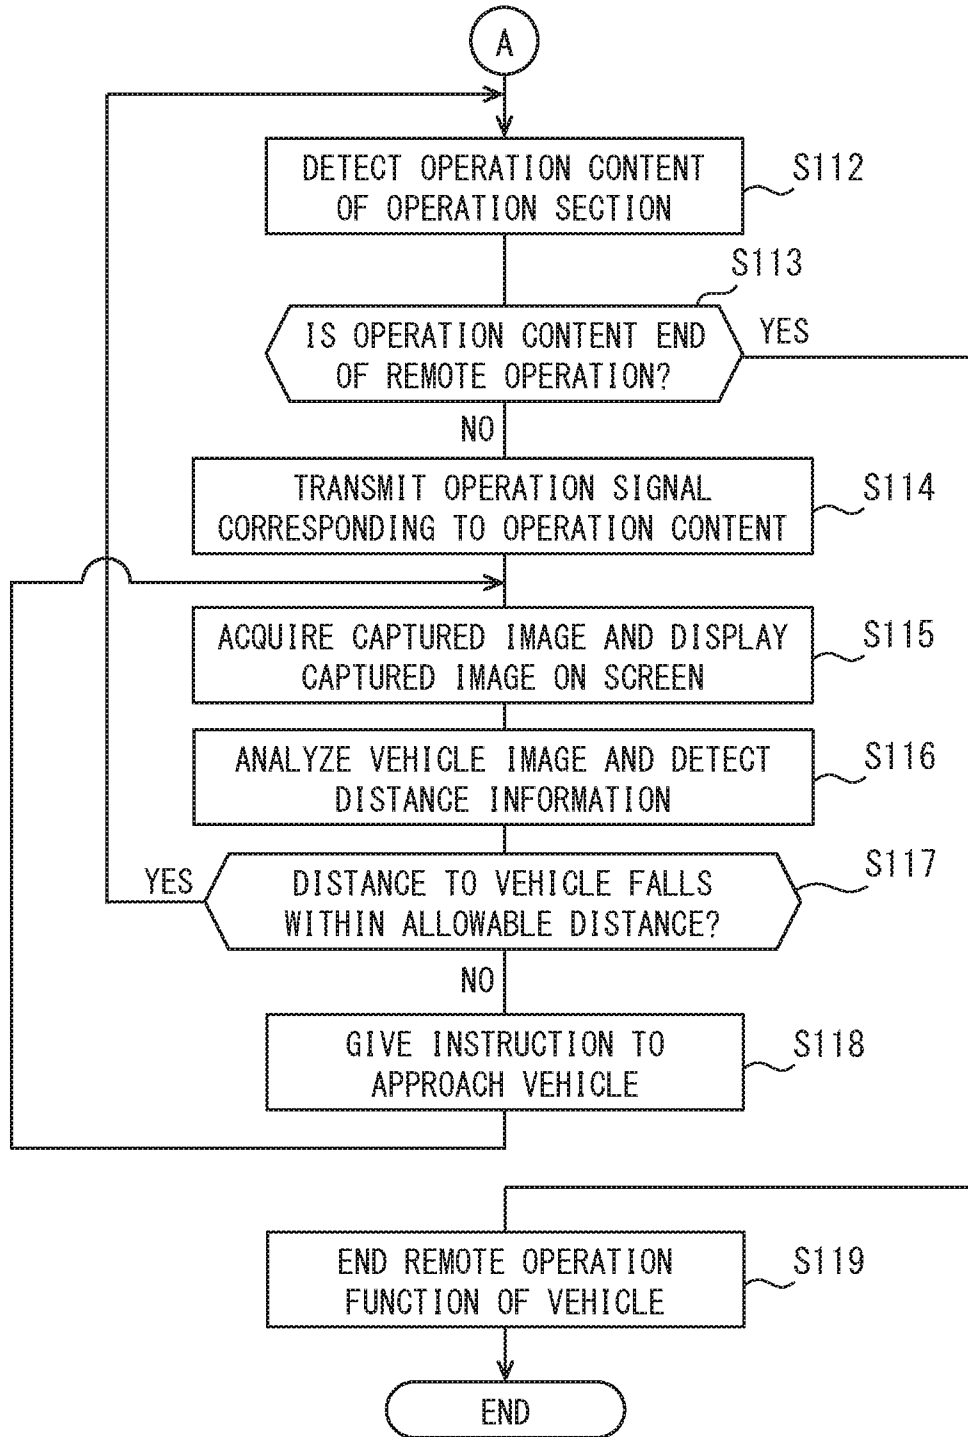 A
DETECT OPERATION CONTENT
OF OPERATION SECTION
S112
S113
IS OPERATION CONTENT END
OF REMOTE OPERATION?
YES
NO
TRANSMIT OPERATION SIGNAL
CORRESPONDING TO OPERATION CONTENT
S114
ACQUIRE CAPTURED IMAGE AND DISPLAY
CAPTURED IMAGE ON SCREEN
S115
ANALYZE VEHICLE IMAGE AND DETECT
DISTANCE INFORMATION
S116
S117
YES
DISTANCE TO VEHICLE FALLS
WITHIN ALLOWABLE DISTANCE?
NO
GIVE INSTRUCTION TO
APPROACH VEHICLE
S118
END REMOTE OPERATION
FUNCTION OF VEHICLE
S119
END